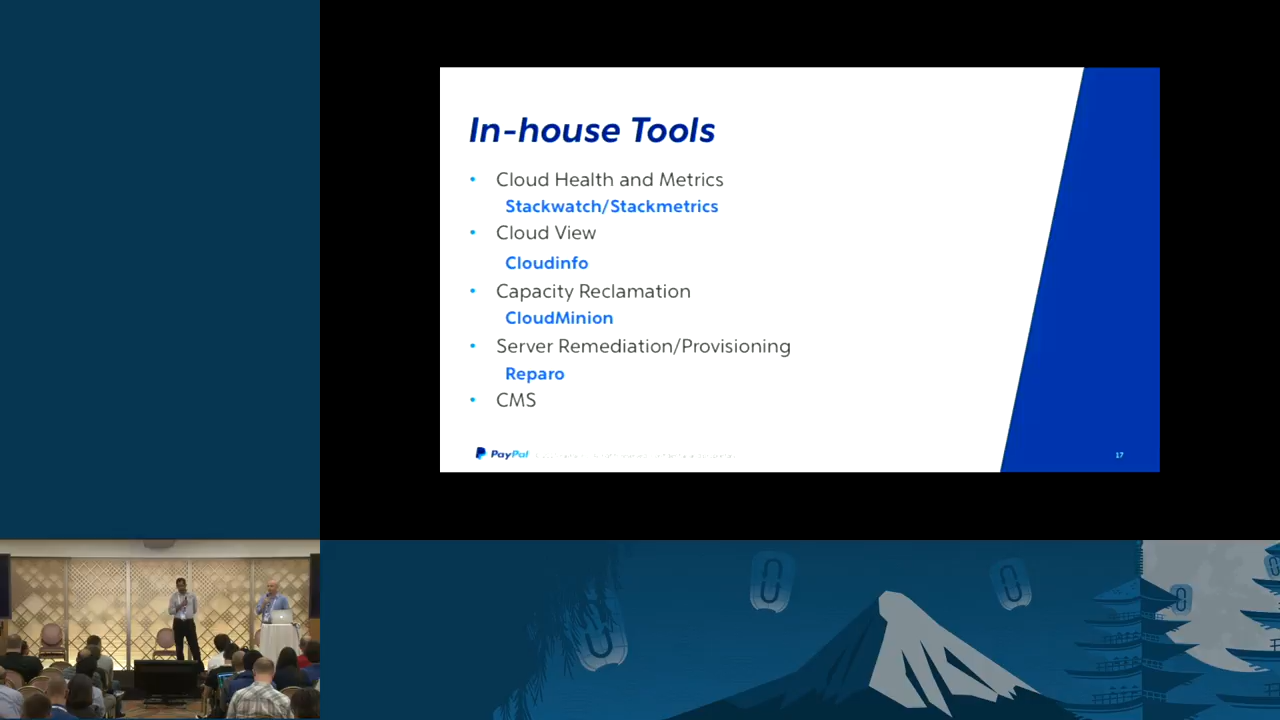 In-house Tools
• Cloud Health and Metrics
Stackwatch/Stackmetrics
• Cloud View
Cloudinfo
• Capacity Reclamation
CloudMinion
• Server Remediation/Provisioning
Reparo
• CMS
PayPal
17